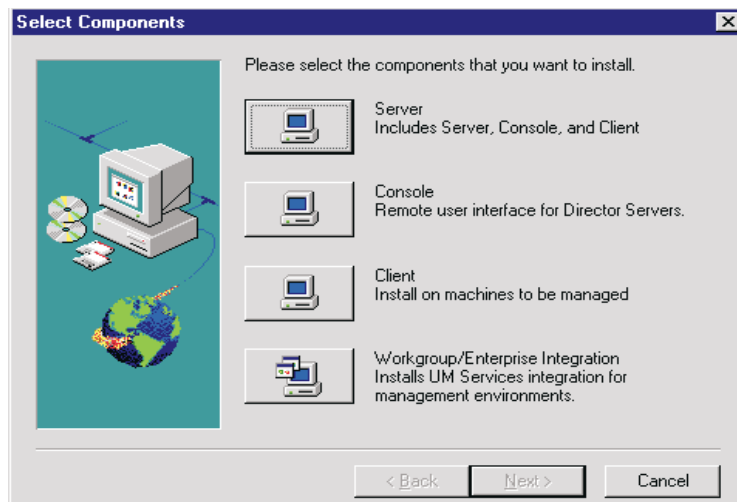 Select Components
Please select the components that you want to install.
Server
Includes Server, Console, and Client
Console
Remote user interface for Director Servers.
Client
Install on machines to be managed
Workgroup/Enterprise Integration
Installs UM Services integration for
management environments.
< Back
Next >
Cancel